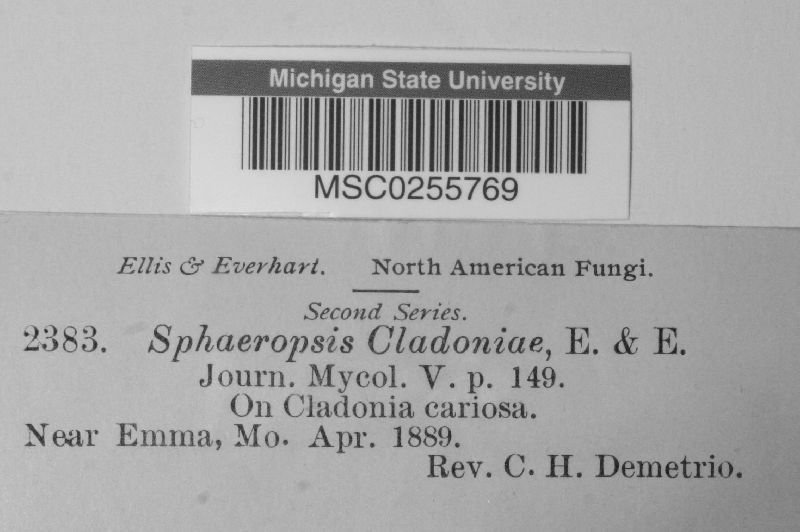 Michigan State University
MSC0255769
Ellis & Everhart. North American Fungi.
Second Series.
2383. Sphaeropsis Cladoniae, E. & E.
Journ. Mycol. V. p. 149.
On Cladonia cariosa.
Near Emma, Mo. Apr. 1889.
Rev. C. H. Demetrio.